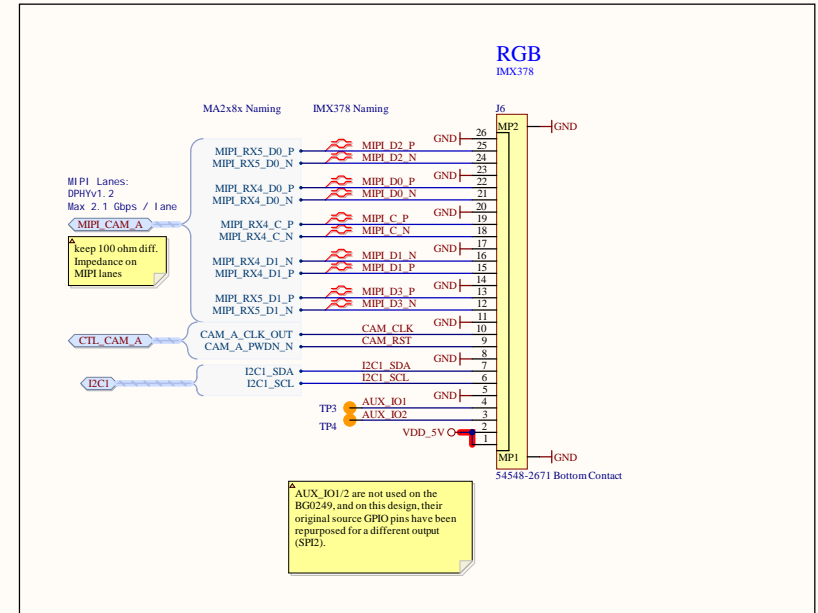 RGB
IMX378
MA2x8x Naming IMX378 Naming J6
MP2 GND
GND 26
MIPI_RX5_D0_P MIPI_D2_P 25
MIPI_RX5_D0_N MIPI_D2_N 24
GND 23
MIPI_RX4_D0_P MIPI_D0_P 22
MIPI_RX4_D0_N MIPI_D0_N 21
GND 20
MIPI_RX4_C_P MIPI_C_P 19
MIPI_RX4_C_N MIPI_C_N 18
GND 17
MIPI_RX4_D1_N MIPI_D1_N 16
MIPI_RX4_D1_P MIPI_D1_P 15
GND 14
MIPI_RX5_D1_P MIPI_D3_P 13
MIPI_RX5_D1_N MIPI_D3_N 12
GND 11
CAM_A_CLK_OUT CAM_CLK 10
CAM_A_PWDN_N CAM_RST 9
GND 8
I2C1_SDA I2C1_SDA 7
I2C1_SCL I2C1_SCL 6
GND 5
TP3 AUX_IO1 4
TP4 AUX_IO2 3
VDD_5V 2
1
MP1 GND
54548-2671 Bottom Contact
MIPI Lanes:
DPHYv1.2
Max 2.1 Gbps / lane
MIPI_CAM_A
keep 100 ohm diff.
Impedance on
MIPI lanes
CTL_CAM_A
I2C1
AUX_IO1/2 are not used on the
BG0249, and on this design, their
original source GPIO pins have been
repurposed for a different output
(SPI2).